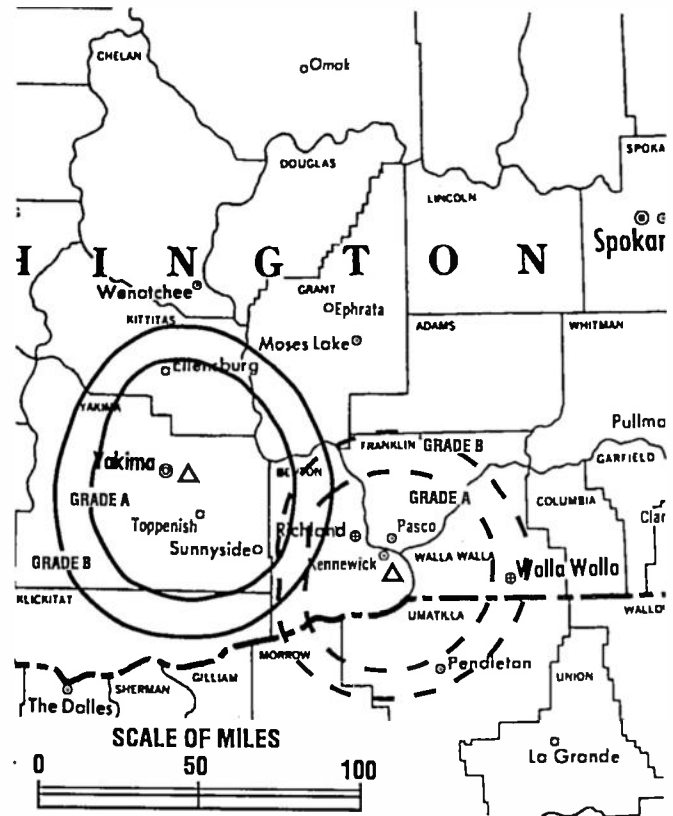 CHELAN
Omak
DOUGLAS
SPOKA
LINCOLN
Spokan
H I N G T O N
Wenatchee
GRANT
Ephrata
KITTITAS
ADAMS
WHITMAN
Moses Lake
Ellensburg
YAKIMA
Pullma
FRANKLIN
GRADE B
GARFIELD
Yakima
BENTON
GRADE A
GRADE A
COLUMBIA
Toppenish
Richland
Pasco
Clar
Sunnyside
GRADE B
Kennewick
WALLA WALLA
Walla Walla
KLICKITAT
UMATILLA
WALLO
MORROW
Pendleton
GILLIAM
SHERMAN
UNION
The Dalles
SCALE OF MILES
La Grande
0 50 100